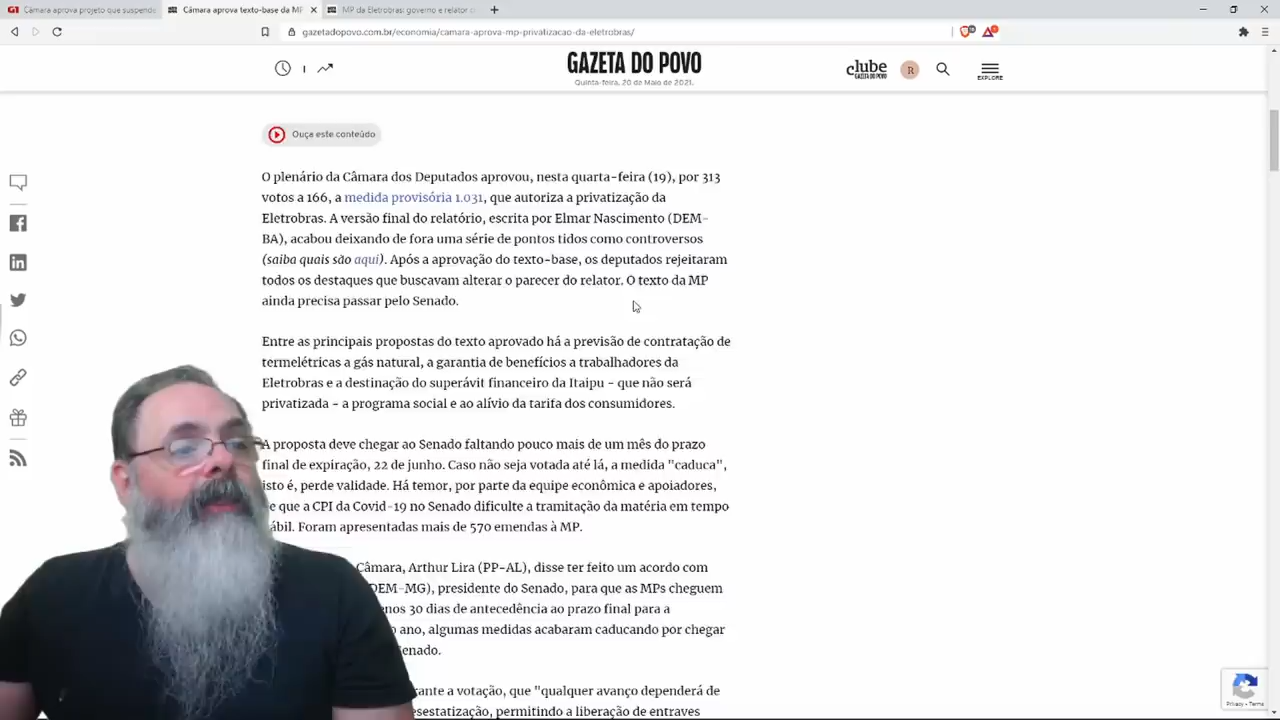 Câmara aprova projeto que suspende
Câmara aprova texto-base da MP
MP da Eletrobras: governo e relator
gazetadopovo.com.br/economia/camara-aprova-mp-privatizacao-da-eletrobras/
GAZETA DO POVO
Quinta-feira, 20 de Maio de 2021.
clube
GAZETA DO POVO
R
EXPLORE
Ouça este conteúdo
O plenário da Câmara dos Deputados aprovou, nesta quarta-feira (19), por 313
votos a 166, a medida provisória 1.031, que autoriza a privatização da
Eletrobras. A versão final do relatório, escrita por Elmar Nascimento (DEM-
BA), acabou deixando de fora uma série de pontos tidos como controversos
(saiba quais são aqui). Após a aprovação do texto-base, os deputados rejeitaram
todos os destaques que buscavam alterar o parecer do relator. O texto da MP
ainda precisa passar pelo Senado.
Entre as principais propostas do texto aprovado há a previsão de contratação de
termelétricas a gás natural, a garantia de benefícios a trabalhadores da
Eletrobras e a destinação do superávit financeiro da Itaipu - que não será
privatizada - a programa social e ao alívio da tarifa dos consumidores.
A proposta deve chegar ao Senado faltando pouco mais de um mês do prazo
final de expiração, 22 de junho. Caso não seja votada até lá, a medida "caduca",
isto é, perde validade. Há temor, por parte da equipe econômica e apoiadores,
e que a CPI da Covid-19 no Senado dificulte a tramitação da matéria em tempo
ábil. Foram apresentadas mais de 570 emendas à MP.
Câmara, Arthur Lira (PP-AL), disse ter feito um acordo com
DEM-MG), presidente do Senado, para que as MPs cheguem
enos 30 dias de antecedência ao prazo final para a
o ano, algumas medidas acabaram caducando por chegar
Senado.
rante a votação, que "qualquer avanço dependerá de
sestatização, permitindo a liberação de entraves
Privacy - Terms